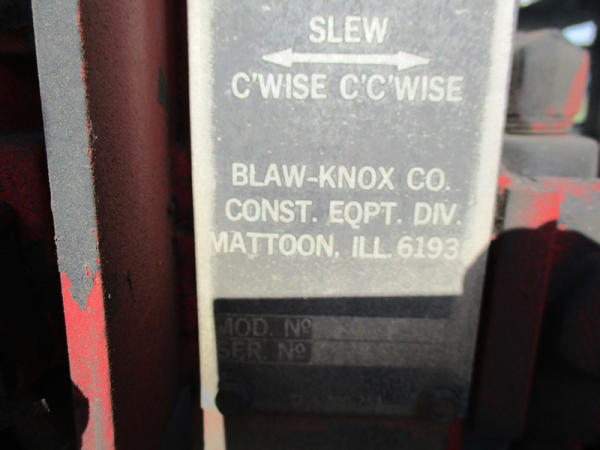 SLEW
C'WISE C'C'WISE
BLAW-KNOX CO.
CONST. EQPT. DIV.
MATTOON, ILL. 6193
MOD. Nº
SER. Nº